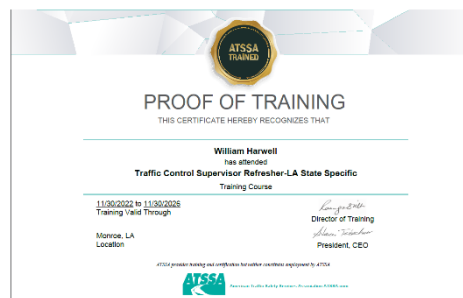 ATSSA
TRAINED
PROOF OF TRAINING
THIS CERTIFICATE HEREBY RECOGNIZES THAT
William Harwell
has attended
Traffic Control Supervisor Refresher-LA State Specific
Training Course
11/30/2022 to 11/30/2026
Training Valid Through
Director of Training
Monroe, LA
Location
President, CEO
ATSSA provides training and certification but neither constitutes employment by ATSSA
ATSSA